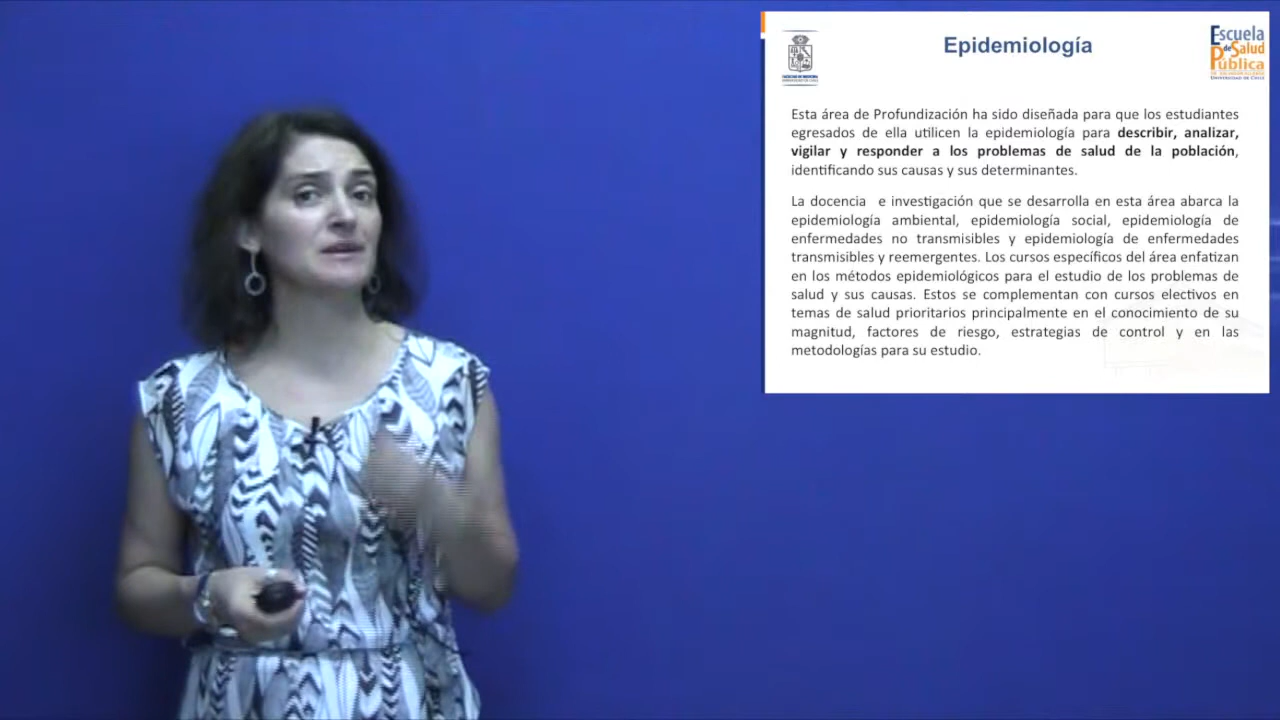 Epidemiología
Escuela
de Salud
Pública
UNIVERSIDAD DE CHILE
Esta área de Profundización ha sido diseñada para que los estudiantes
egresados de ella utilicen la epidemiología para describir, analizar,
vigilar y responder a los problemas de salud de la población,
identificando sus causas y sus determinantes.
La docencia e investigación que se desarrolla en esta área abarca la
epidemiología ambiental, epidemiología social, epidemiología de
enfermedades no transmisibles y epidemiología de enfermedades
transmisibles y reemergentes. Los cursos específicos del área enfatizan
en los métodos epidemiológicos para el estudio de los problemas de
salud y sus causas. Estos se complementan con cursos electivos en
temas de salud prioritarios principalmente en el conocimiento de su
magnitud, factores de riesgo, estrategias de control y en las
metodologías para su estudio.